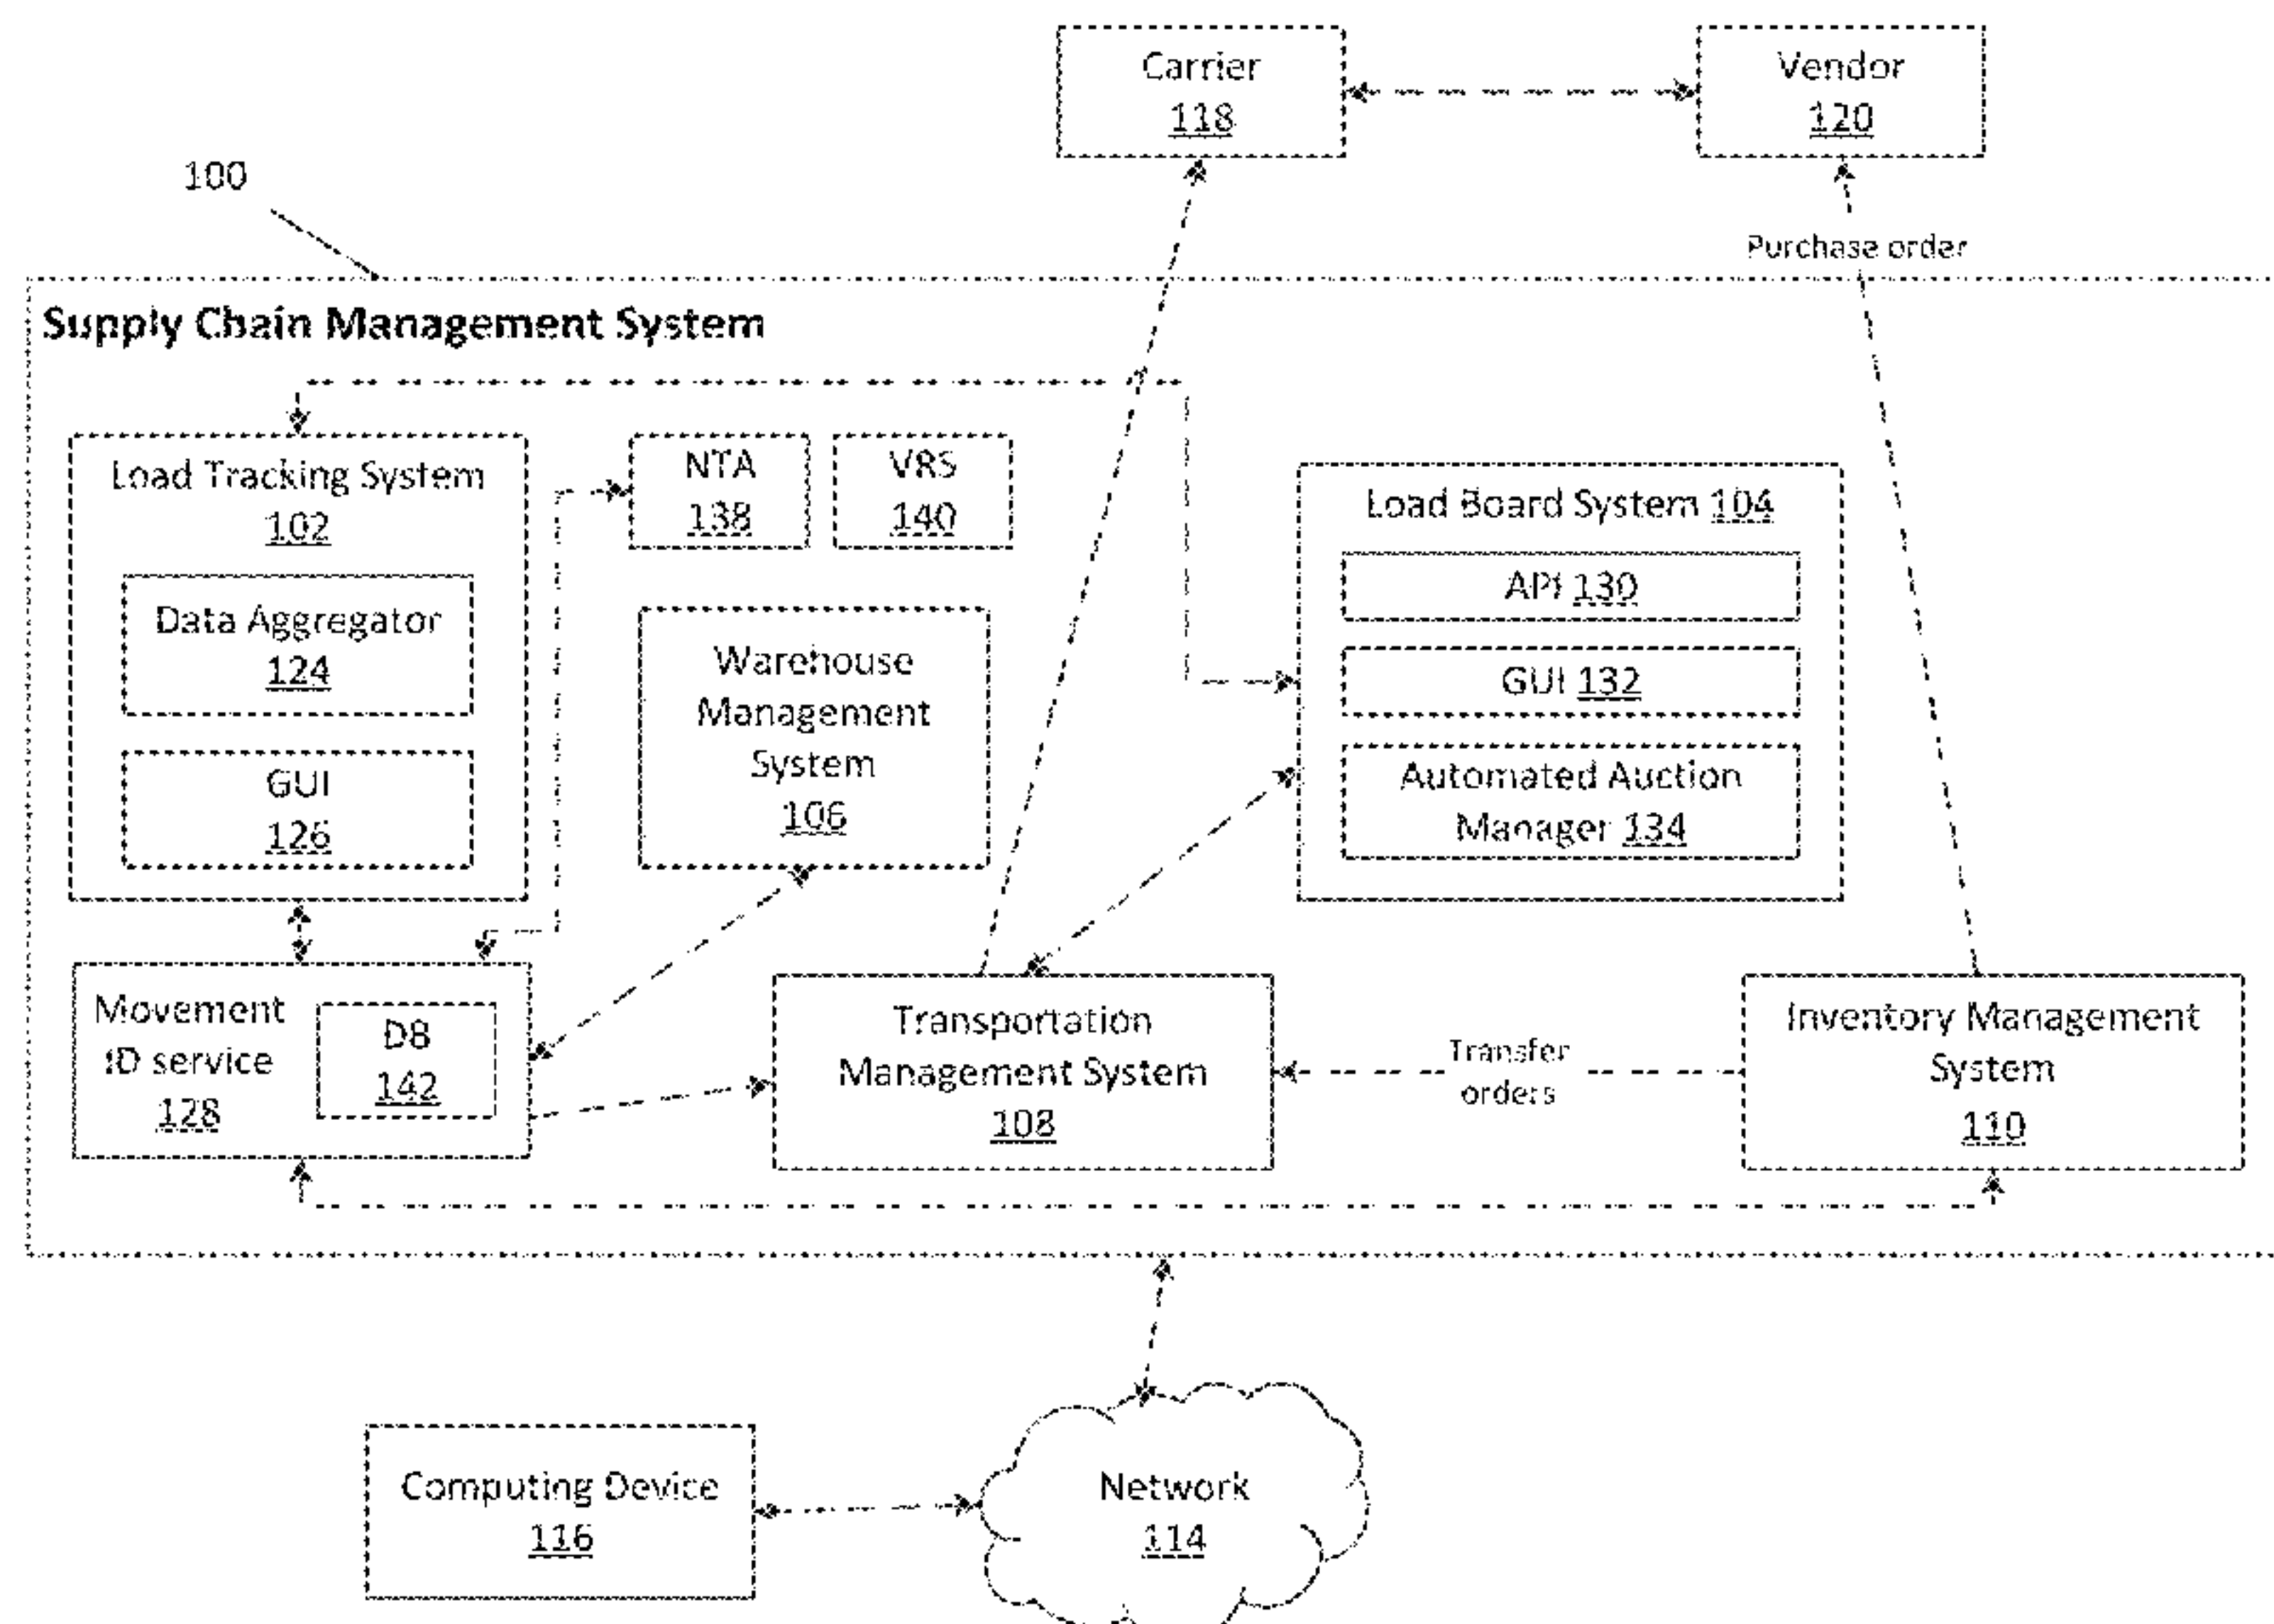 Carrier
118
Vendor
120
100
Purchase order
Supply Chain Management System
Load Tracking System
102
NTA
138
VRS
140
Load Board System 104
API 130
Data Aggregator
124
Warehouse
Management
System
106
GUI 132
GUI
126
Automated Auction
Manager 134
Movement
ID service
128
DB
142
Transportation
Management System
108
Transfer
orders
Inventory Management
System
110
Computing Device
116
Network
114